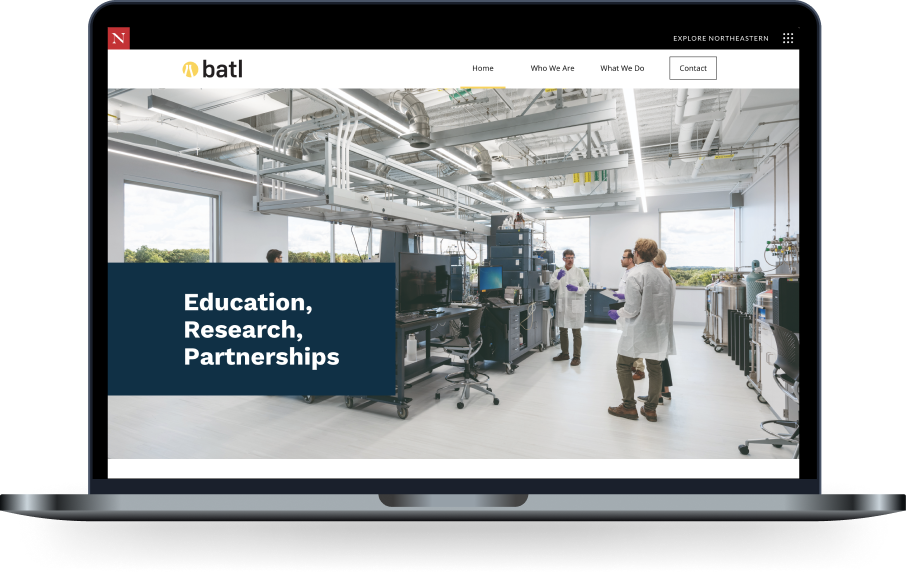 N
EXPLORE NORTHEASTERN
batl
Home Who We Are What We Do Contact
Education,
Research,
Partnerships